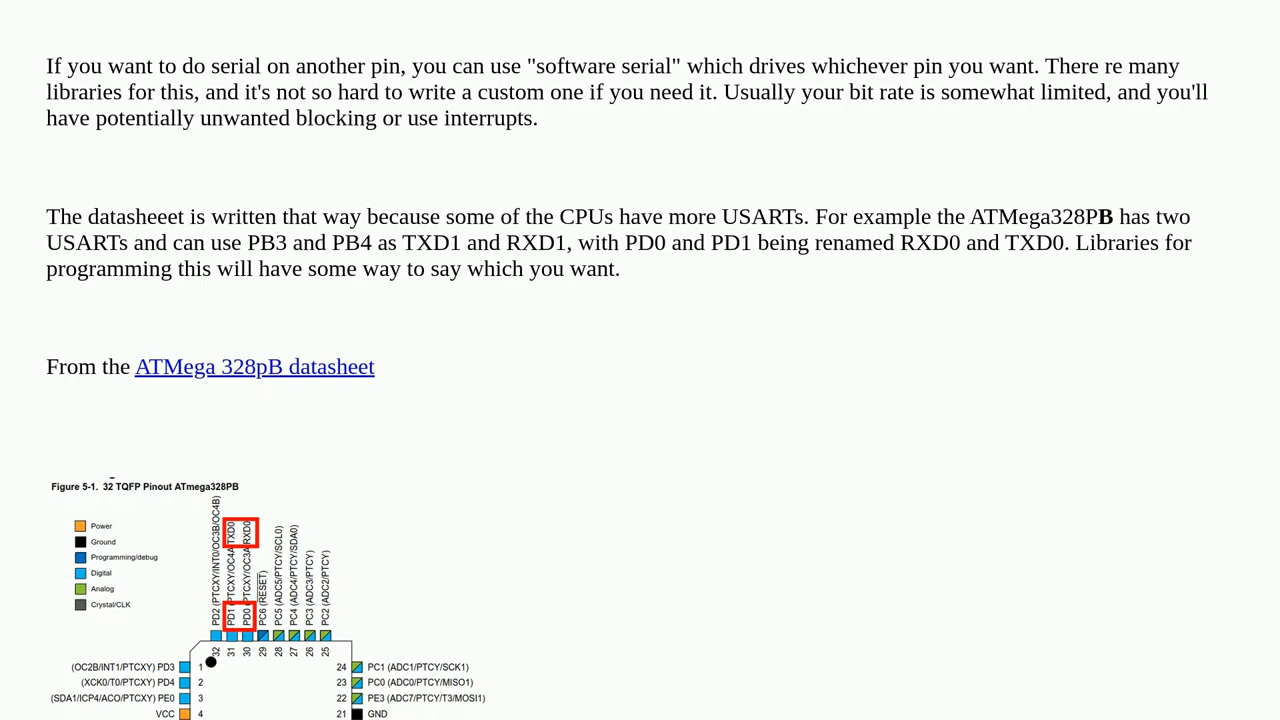 If you want to do serial on another pin, you can use "software serial" which drives whichever pin you want. There re many
libraries for this, and it's not so hard to write a custom one if you need it. Usually your bit rate is somewhat limited, and you'll
have potentially unwanted blocking or use interrupts.
The datasheeet is written that way because some of the CPUs have more USARTs. For example the ATMega328PB has two
USARTs and can use PB3 and PB4 as TXD1 and RXD1, with PD0 and PD1 being renamed RXD0 and TXD0. Libraries for
programming this will have some way to say which you want.
From the ATMega 328pB datasheet
Figure 5-1. 32 TQFP Pinout ATmega328PB
Power
Ground
Programming/debug
Digital
Analog
Crystal/CLK
PD2 (PTCXY/INT0/OC3B/OC4B)
PD1 (PTCXY/OC4A/TXD0)
PD0 (PTCXY/OC3A/RXD0)
PC6 (RESET)
PC5 (ADC5/PTCY/SCL0)
PC4 (ADC4/PTCY/SDA0)
PC3 (ADC3/PTCY)
PC2 (ADC2/PTCY)
32 31 30 29 28 27 26 25
(OC2B/INT1/PTCXY) PD3 1 24 PC1 (ADC1/PTCY/SCK1)
(XCK0/T0/PTCXY) PD4 2 23 PC0 (ADC0/PTCY/MISO1)
(SDA1/ICP4/ACO/PTCXY) PE0 3 22 PE3 (ADC7/PTCY/T3/MOSI1)
VCC 4 21 GND